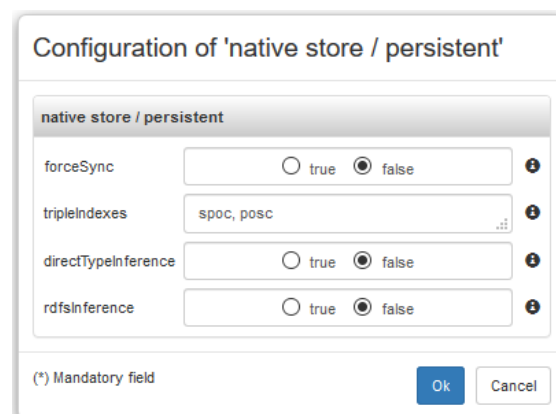 Configuration of 'native store / persistent'
native store / persistent
forceSync true false
tripleIndexes spoc, posc
directTypeInference true false
rdfsInference true false
(*) Mandatory field Ok Cancel